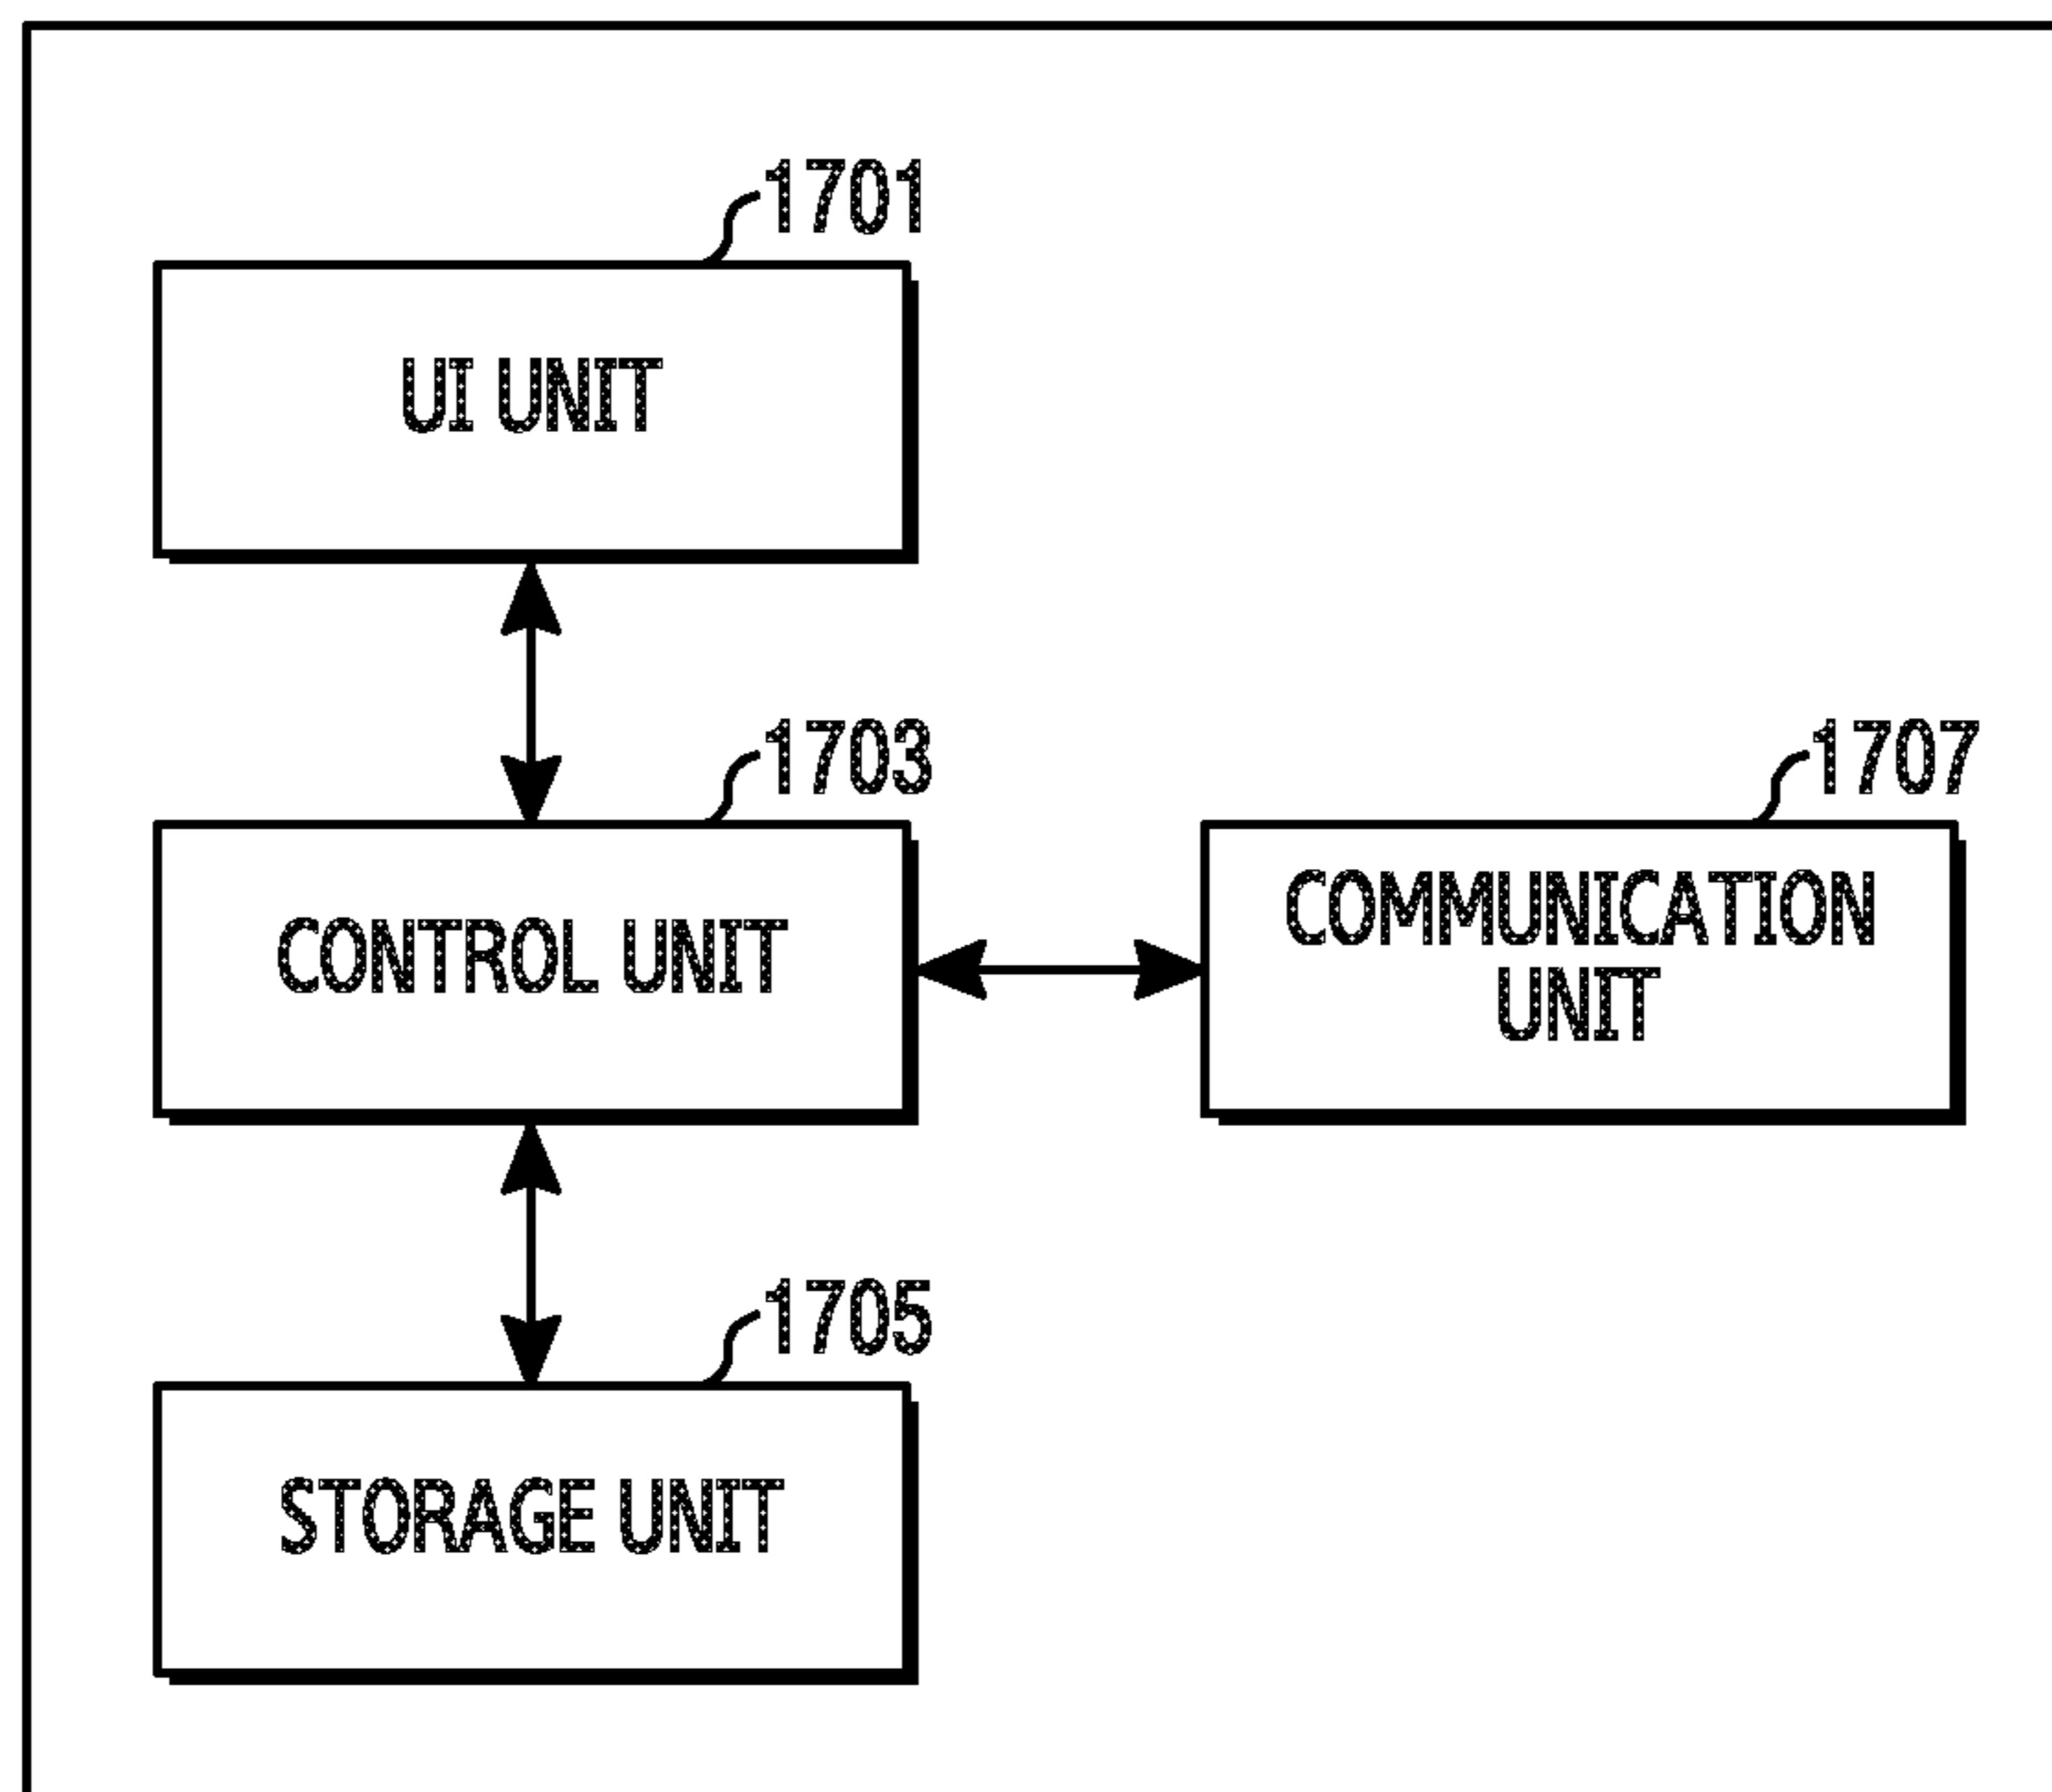 1701
UI UNIT
1703
CONTROL UNIT
1707
COMMUNICATION
UNIT
1705
STORAGE UNIT